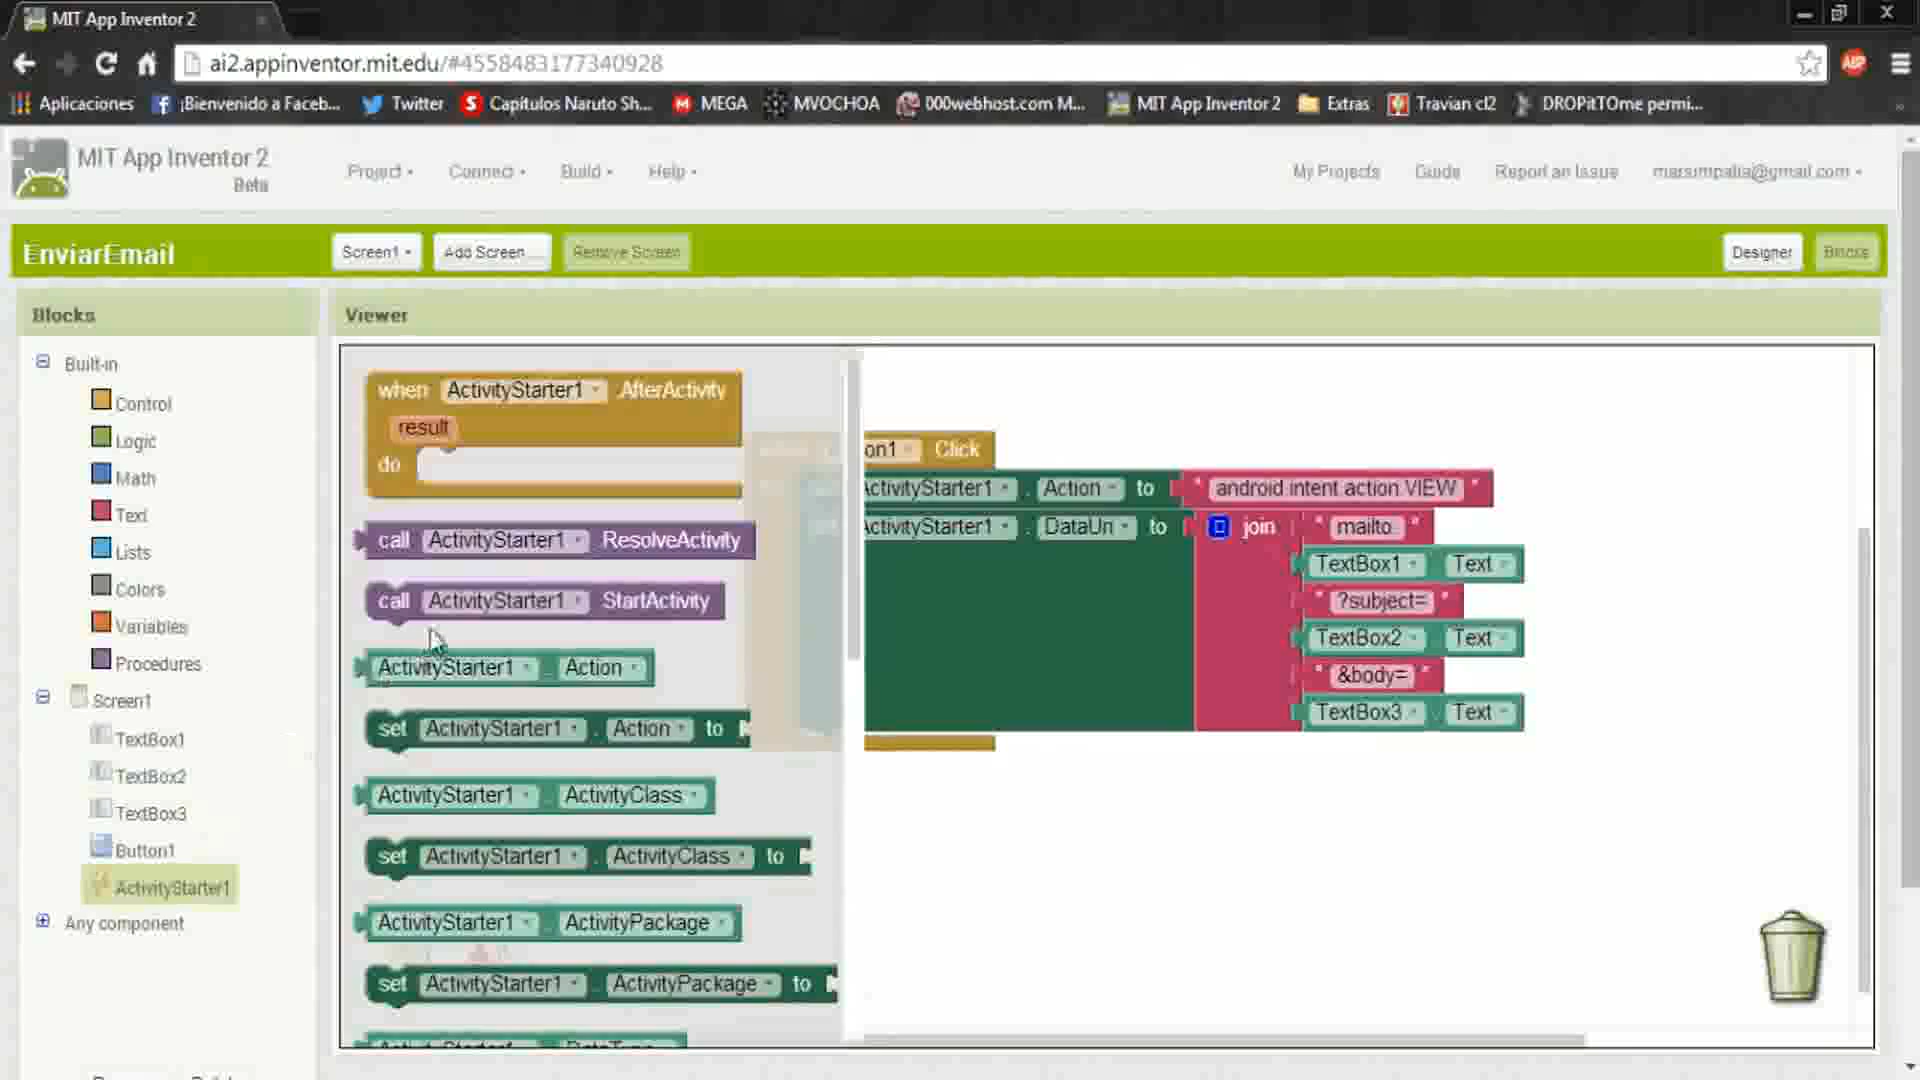 MIT App Inventor 2
ai2.appinventor.mit.edu/#4558483177340928
Aplicaciones
¡Bienvenido a Faceb...
Twitter
Capítulos Naruto Sh...
MEGA
MVOCHOA
000webhost.com M...
MIT App Inventor 2
Extras
Travian cl2
DROPitTOme permi...
MIT App Inventor 2
Beta
Project
Connect
Build
Help
My Projects
Guide
Report an Issue
marsimpatia@gmail.com
EnviarEmail
Screen1
Add Screen ...
Remove Screen
Designer
Blocks
Blocks
Viewer
Built-in
Control
Logic
Math
Text
Lists
Colors
Variables
Procedures
Screen1
TextBox1
TextBox2
TextBox3
Button1
ActivityStarter1
Any component
when ActivityStarter1 .AfterActivity
result
do
call ActivityStarter1 .ResolveActivity
call ActivityStarter1 .StartActivity
ActivityStarter1 . Action
set ActivityStarter1 . Action to
ActivityStarter1 . ActivityClass
set ActivityStarter1 . ActivityClass to
ActivityStarter1 . ActivityPackage
set ActivityStarter1 . ActivityPackage to
on1 .Click
ActivityStarter1 . Action to " android.intent.action.VIEW "
ActivityStarter1 . DataUri to join " mailto: "
TextBox1 . Text
" ?subject= "
TextBox2 . Text
" &body= "
TextBox3 . Text